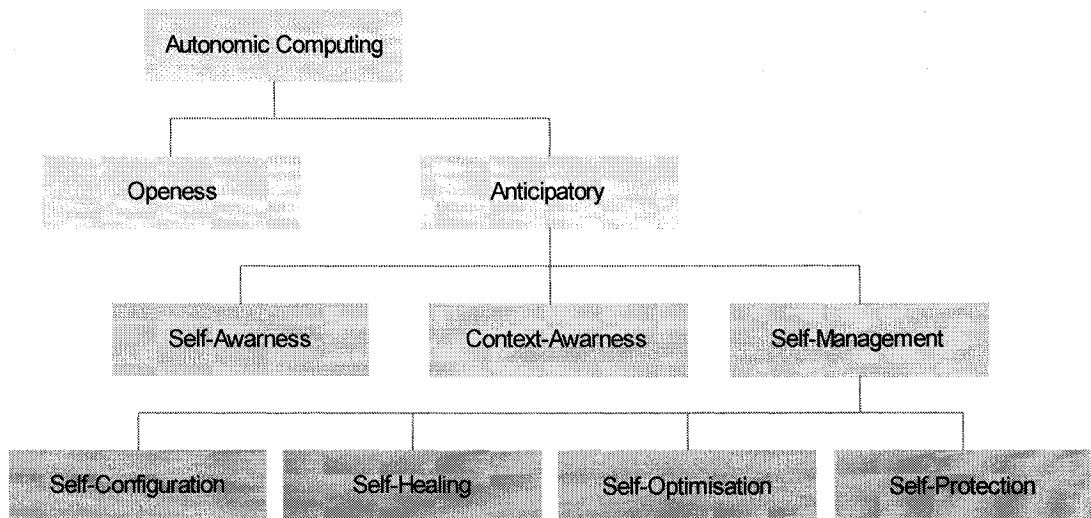 Autonomic Computing
Openess
Anticipatory
Self-Awarness
Context-Awarness
Self-Management
Self-Configuration
Self-Healing
Self-Optimisation
Self-Protection